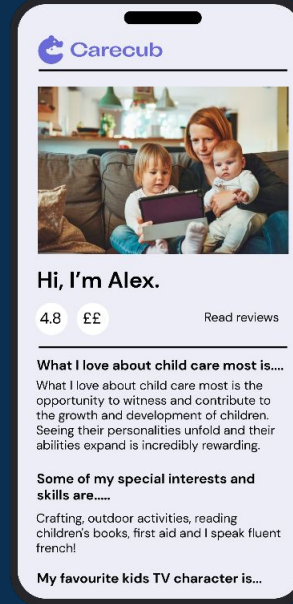 Carecub
Hi, I'm Alex.
4.8 ££ Read reviews
What I love about child care most is....
What I love about child care most is the
opportunity to witness and contribute to
the growth and development of children.
Seeing their personalities unfold and their
abilities expand is incredibly rewarding.
Some of my special interests and
skills are.....
Crafting, outdoor activities, reading
children's books, first aid and I speak fluent
french!
My favourite kids TV character is...